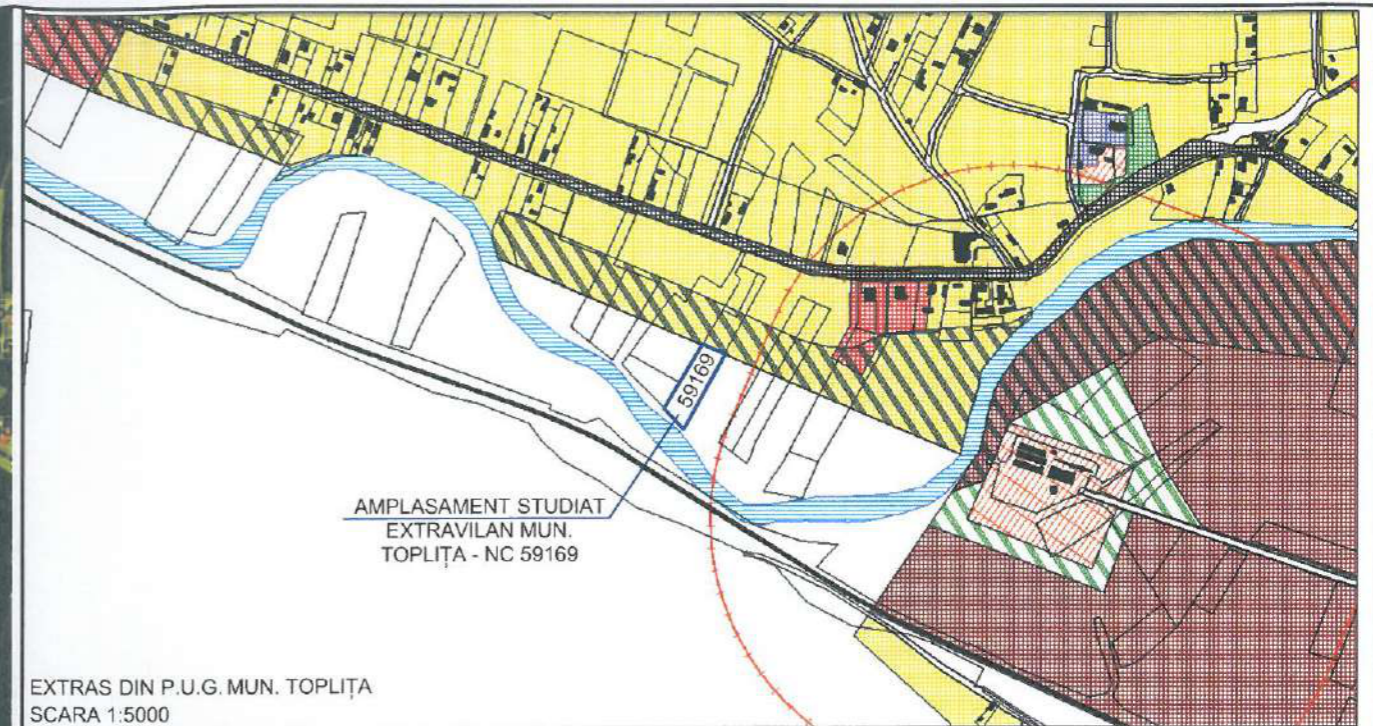 59169
AMPLASAMENT STUDIAT
EXTRAVILAN MUN.
TOPLIȚA - NC 59169
EXTRAS DIN P.U.G. MUN. TOPLIȚA
SCARA 1:5000